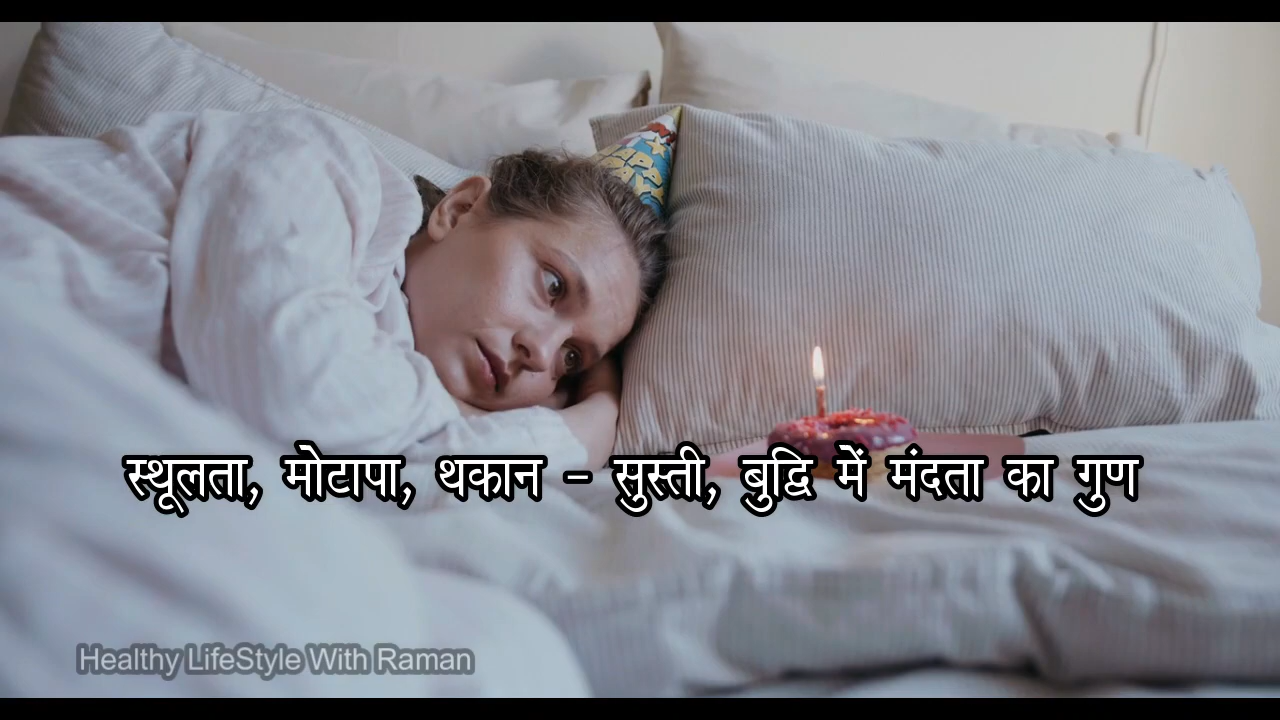 स्थूलता, मोटापा, थकान - सुस्ती, बुद्वि में मंदता का गुण
Healthy LifeStyle With Raman